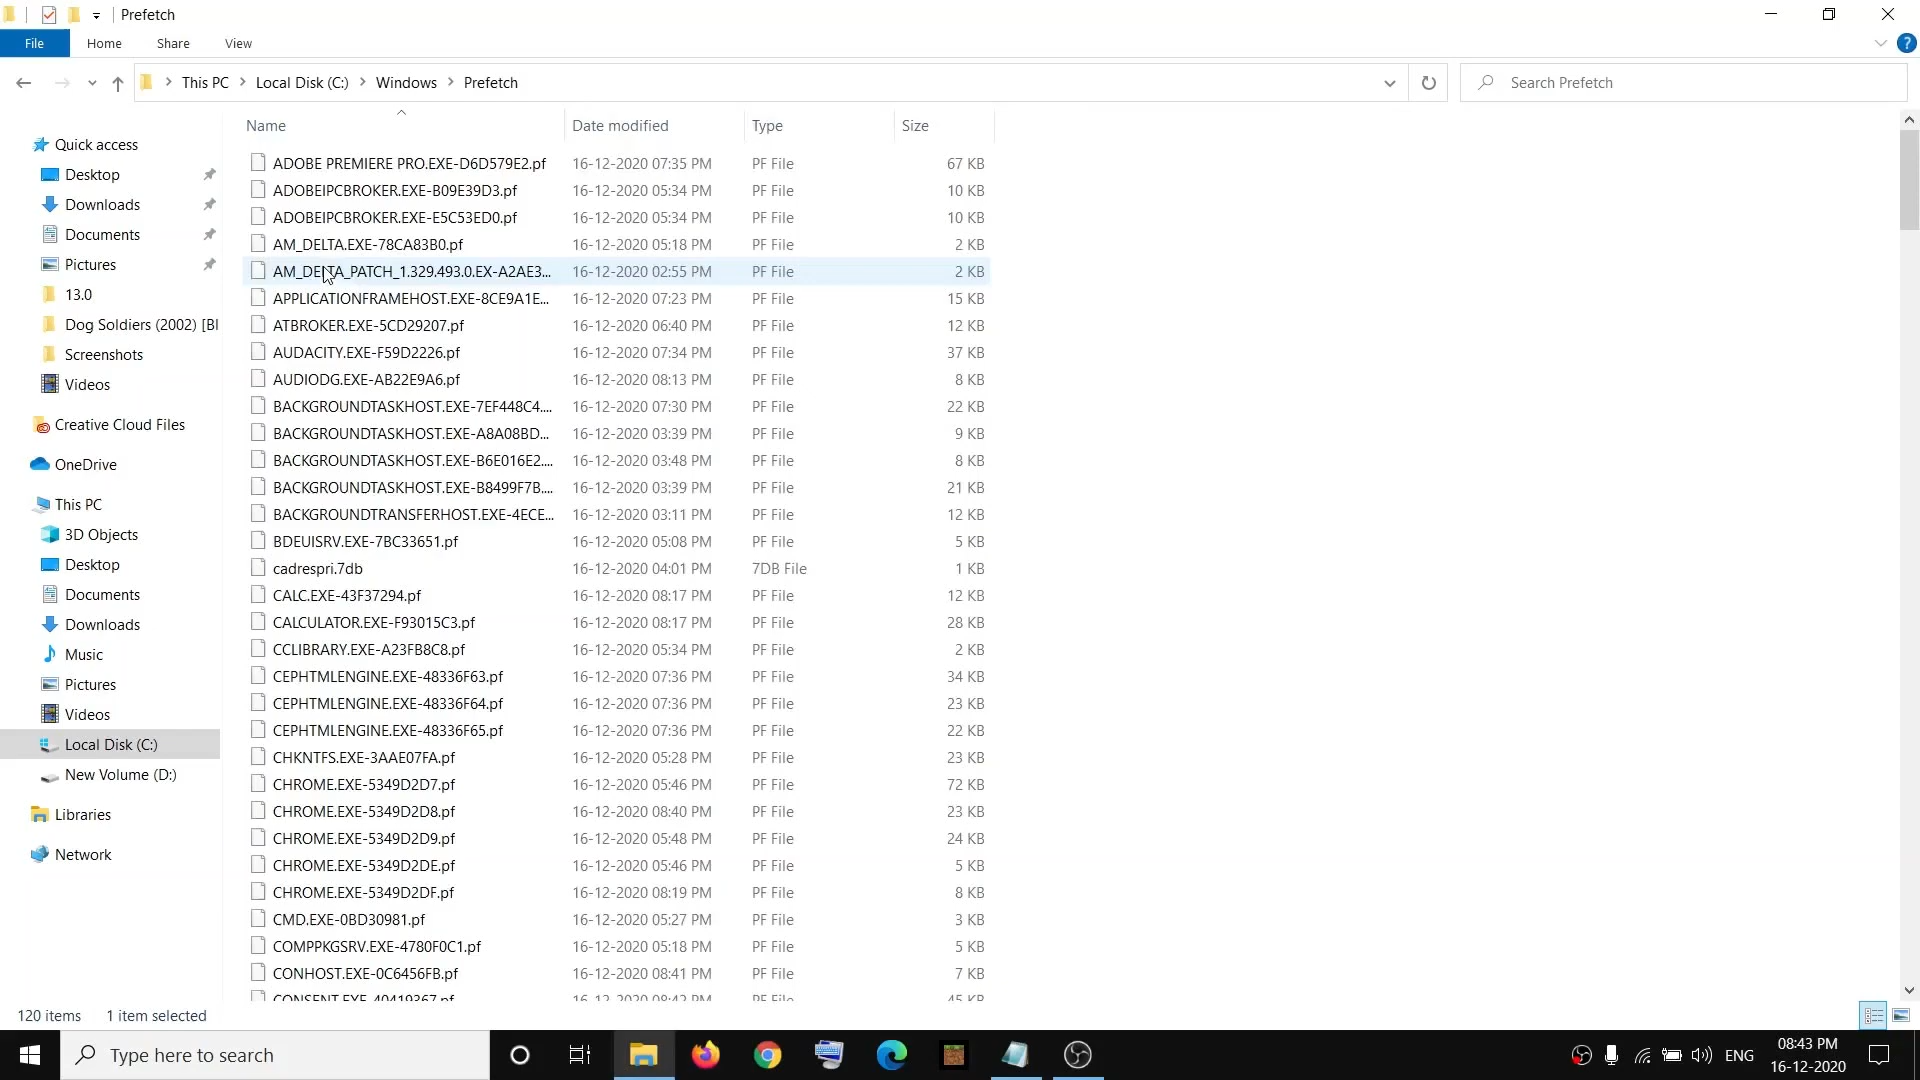 Prefetch
File Home Share View
This PC Local Disk (C:) Windows Prefetch
Search Prefetch
Name Date modified Type Size
Quick access
Desktop
Downloads
Documents
Pictures
13.0
Dog Soldiers (2002) [Bl
Screenshots
Videos
Creative Cloud Files
OneDrive
This PC
3D Objects
Desktop
Documents
Downloads
Music
Pictures
Videos
Local Disk (C:)
New Volume (D:)
Libraries
Network
ADOBE PREMIERE PRO.EXE-D6D579E2.pf 16-12-2020 07:35 PM PF File 67 KB
ADOBEIPCBROKER.EXE-B09E39D3.pf 16-12-2020 05:34 PM PF File 10 KB
ADOBEIPCBROKER.EXE-E5C53ED0.pf 16-12-2020 05:34 PM PF File 10 KB
AM_DELTA.EXE-78CA83B0.pf 16-12-2020 05:18 PM PF File 2 KB
AM_DELTA_PATCH_1.329.493.0.EX-A2AE3... 16-12-2020 02:55 PM PF File 2 KB
APPLICATIONFRAMEHOST.EXE-8CE9A1E... 16-12-2020 07:23 PM PF File 15 KB
ATBROKER.EXE-5CD29207.pf 16-12-2020 06:40 PM PF File 12 KB
AUDACITY.EXE-F59D2226.pf 16-12-2020 07:34 PM PF File 37 KB
AUDIODG.EXE-AB22E9A6.pf 16-12-2020 08:13 PM PF File 8 KB
BACKGROUNDTASKHOST.EXE-7EF448C4.... 16-12-2020 07:30 PM PF File 22 KB
BACKGROUNDTASKHOST.EXE-A8A08BD... 16-12-2020 03:39 PM PF File 9 KB
BACKGROUNDTASKHOST.EXE-B6E016E2.... 16-12-2020 03:48 PM PF File 8 KB
BACKGROUNDTASKHOST.EXE-B8499F7B.... 16-12-2020 03:39 PM PF File 21 KB
BACKGROUNDTRANSFERHOST.EXE-4ECE... 16-12-2020 03:11 PM PF File 12 KB
BDEUISRV.EXE-7BC33651.pf 16-12-2020 05:08 PM PF File 5 KB
cadrespri.7db 16-12-2020 04:01 PM 7DB File 1 KB
CALC.EXE-43F37294.pf 16-12-2020 08:17 PM PF File 12 KB
CALCULATOR.EXE-F93015C3.pf 16-12-2020 08:17 PM PF File 28 KB
CCLIBRARY.EXE-A23FB8C8.pf 16-12-2020 05:34 PM PF File 2 KB
CEPHTMLENGINE.EXE-48336F63.pf 16-12-2020 07:36 PM PF File 34 KB
CEPHTMLENGINE.EXE-48336F64.pf 16-12-2020 07:36 PM PF File 23 KB
CEPHTMLENGINE.EXE-48336F65.pf 16-12-2020 07:36 PM PF File 22 KB
CHKNTFS.EXE-3AAE07FA.pf 16-12-2020 05:28 PM PF File 23 KB
CHROME.EXE-5349D2D7.pf 16-12-2020 05:46 PM PF File 72 KB
CHROME.EXE-5349D2D8.pf 16-12-2020 08:40 PM PF File 23 KB
CHROME.EXE-5349D2D9.pf 16-12-2020 05:48 PM PF File 24 KB
CHROME.EXE-5349D2DE.pf 16-12-2020 05:46 PM PF File 5 KB
CHROME.EXE-5349D2DF.pf 16-12-2020 08:19 PM PF File 8 KB
CMD.EXE-0BD30981.pf 16-12-2020 05:27 PM PF File 3 KB
COMPPKGSRV.EXE-4780F0C1.pf 16-12-2020 05:18 PM PF File 5 KB
CONHOST.EXE-0C6456FB.pf 16-12-2020 08:41 PM PF File 7 KB
CONSENT.EXE-40419367.pf 16-12-2020 08:42 PM PF File 45 KB
120 items 1 item selected
Type here to search
ENG
08:43 PM
16-12-2020